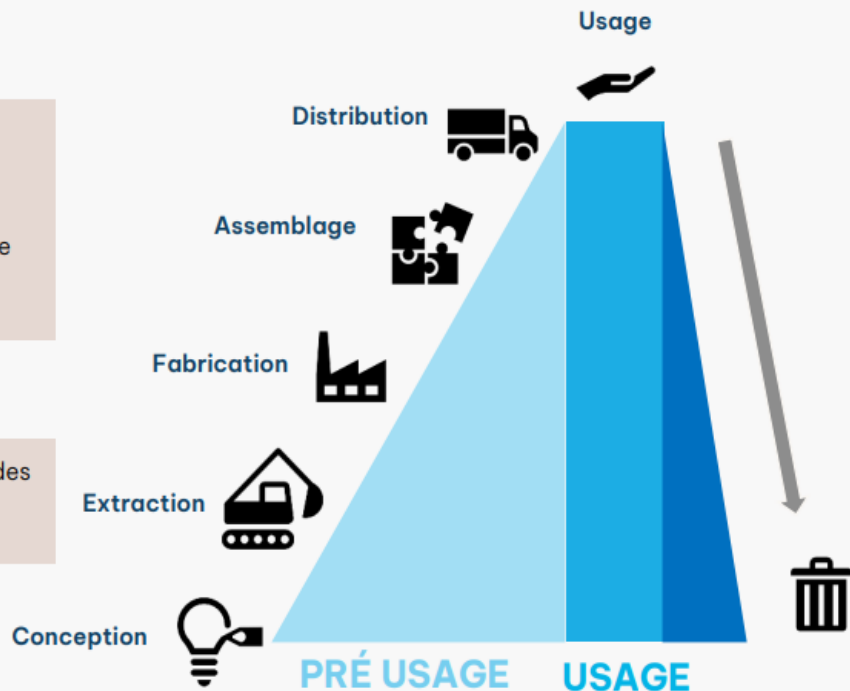 Usage
Distribution
Assemblage
e
Fabrication
des
Extraction
Conception
PRÉ USAGE
USAGE